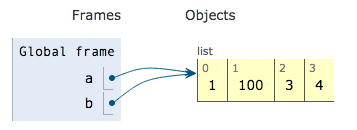 Frames Objects
Global frame
list
a
b
0 1 2 3
1 100 3 4